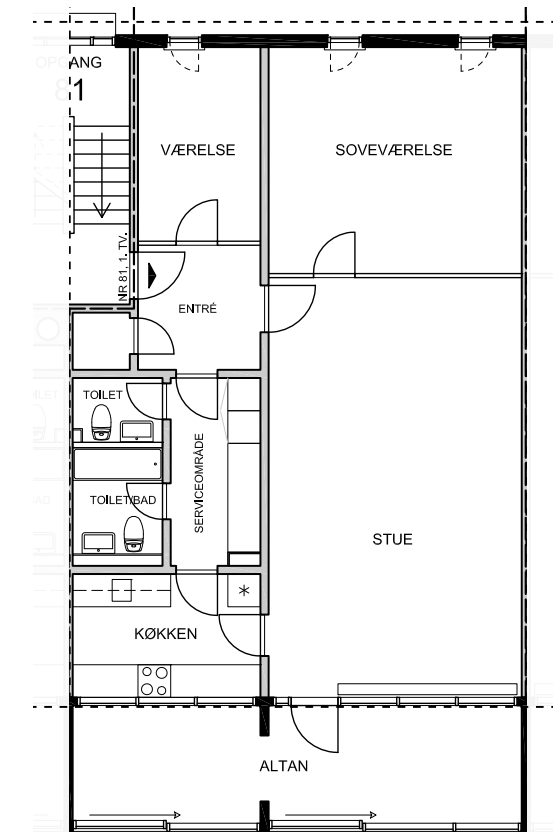 OPGANG
81
VÆRELSE
SOVEVÆRELSE
NR 81, 1. TV.
ENTRÉ
TOILET
SERVICEOMRÅDE
TOILET/BAD
STUE
KØKKEN
ALTAN